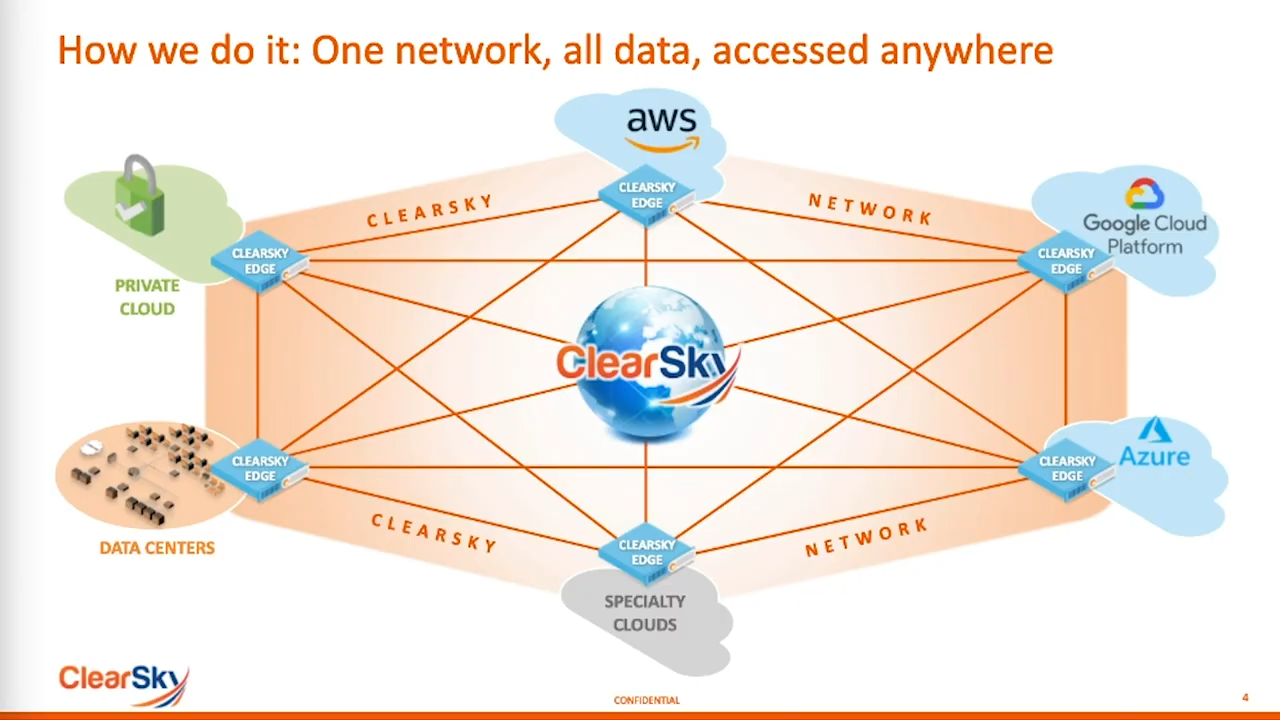 How we do it: One network, all data, accessed anywhere
aws
CLEARSKY
EDGE
CLEARSKY
NETWORK
Google Cloud
Platform
CLEARSKY
EDGE
CLEARSKY
EDGE
PRIVATE
CLOUD
ClearSky
CLEARSKY
EDGE
CLEARSKY
EDGE
Azure
DATA CENTERS
CLEARSKY
NETWORK
CLEARSKY
EDGE
SPECIALTY
CLOUDS
ClearSky
CONFIDENTIAL
4